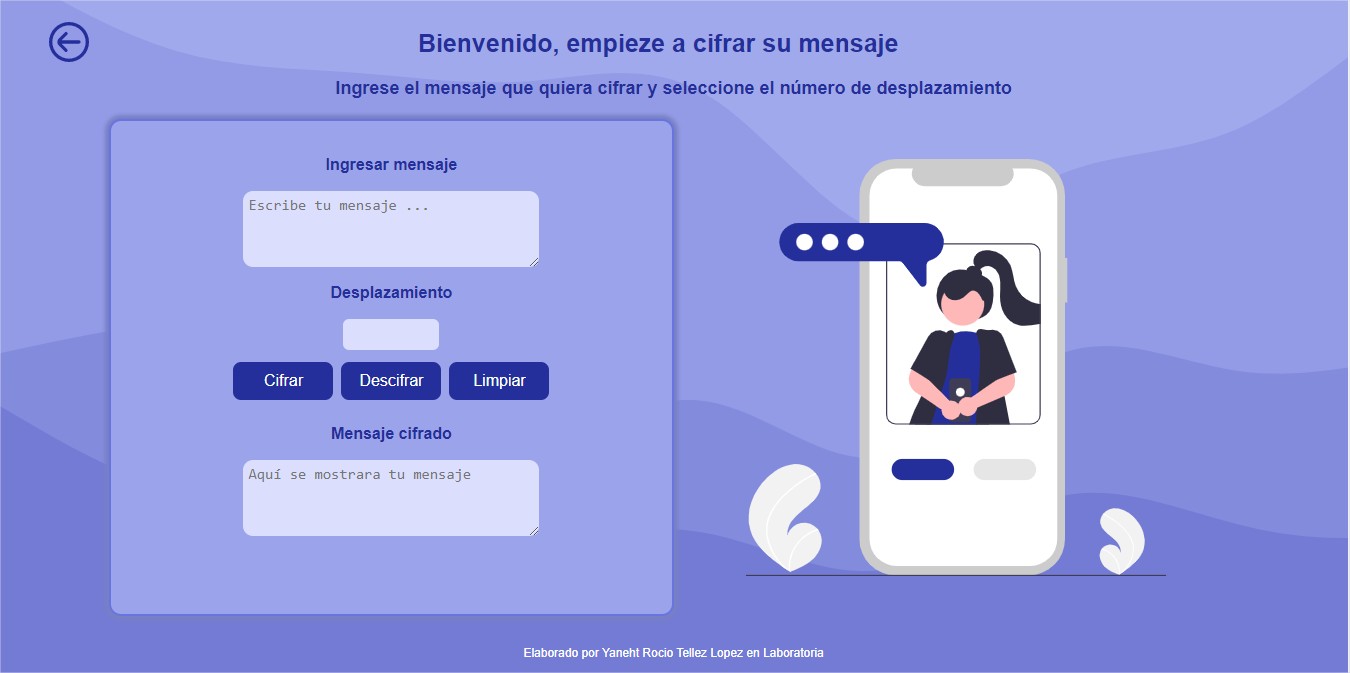 Bienvenido, empieze a cifrar su mensaje
Ingrese el mensaje que quiera cifrar y seleccione el número de desplazamiento
Ingresar mensaje
Escribe tu mensaje ...
Desplazamiento
Cifrar
Descifrar
Limpiar
Mensaje cifrado
Aquí se mostrara tu mensaje
Elaborado por Yaneht Rocio Tellez Lopez en Laboratoria